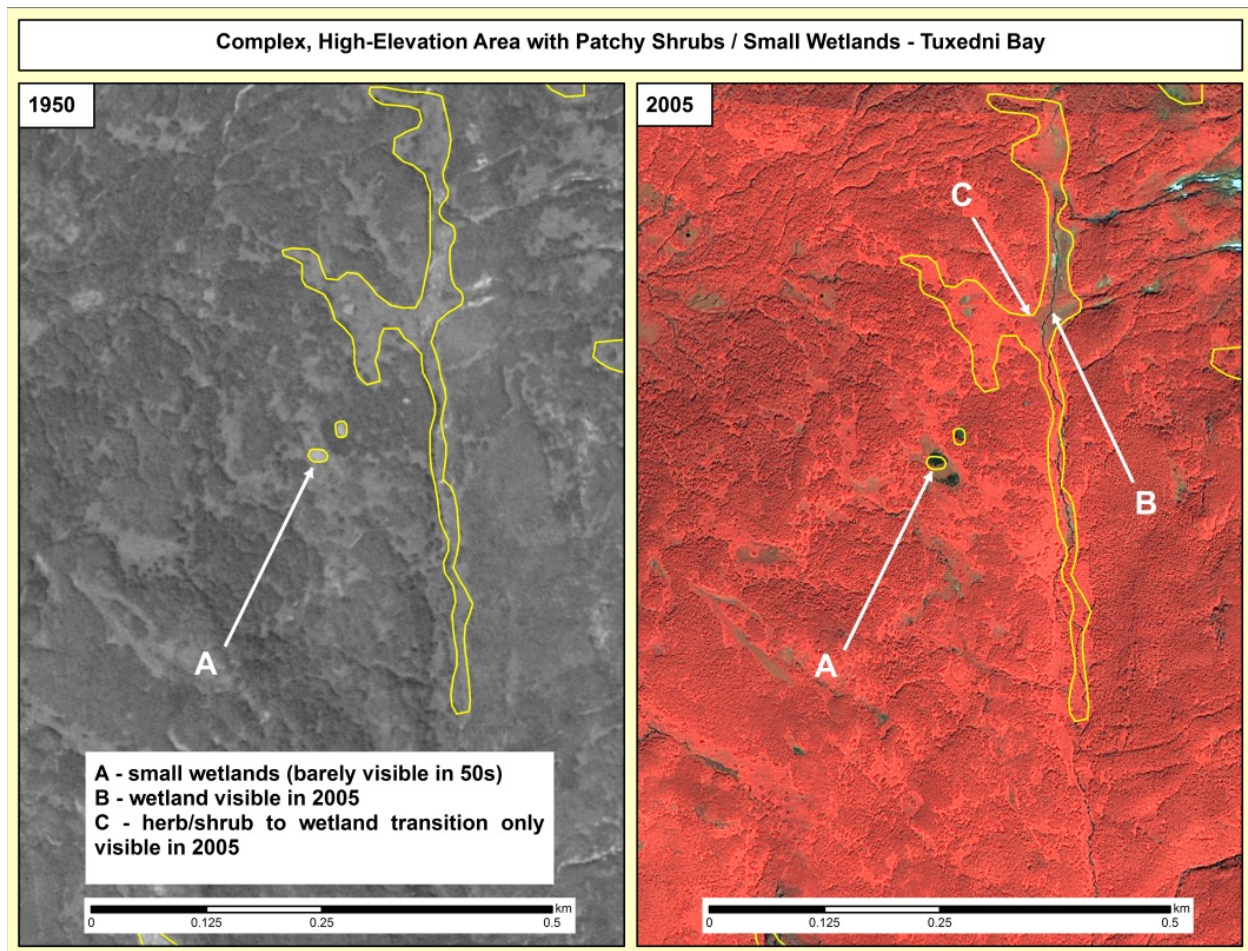 Complex, High-Elevation Area with Patchy Shrubs / Small Wetlands - Tuxedni Bay
1950
A
A - small wetlands (barely visible in 50s)
B - wetland visible in 2005
C - herb/shrub to wetland transition only
visible in 2005
km
0 0.125 0.25 0.5
2005
C
B
A
km
0 0.125 0.25 0.5